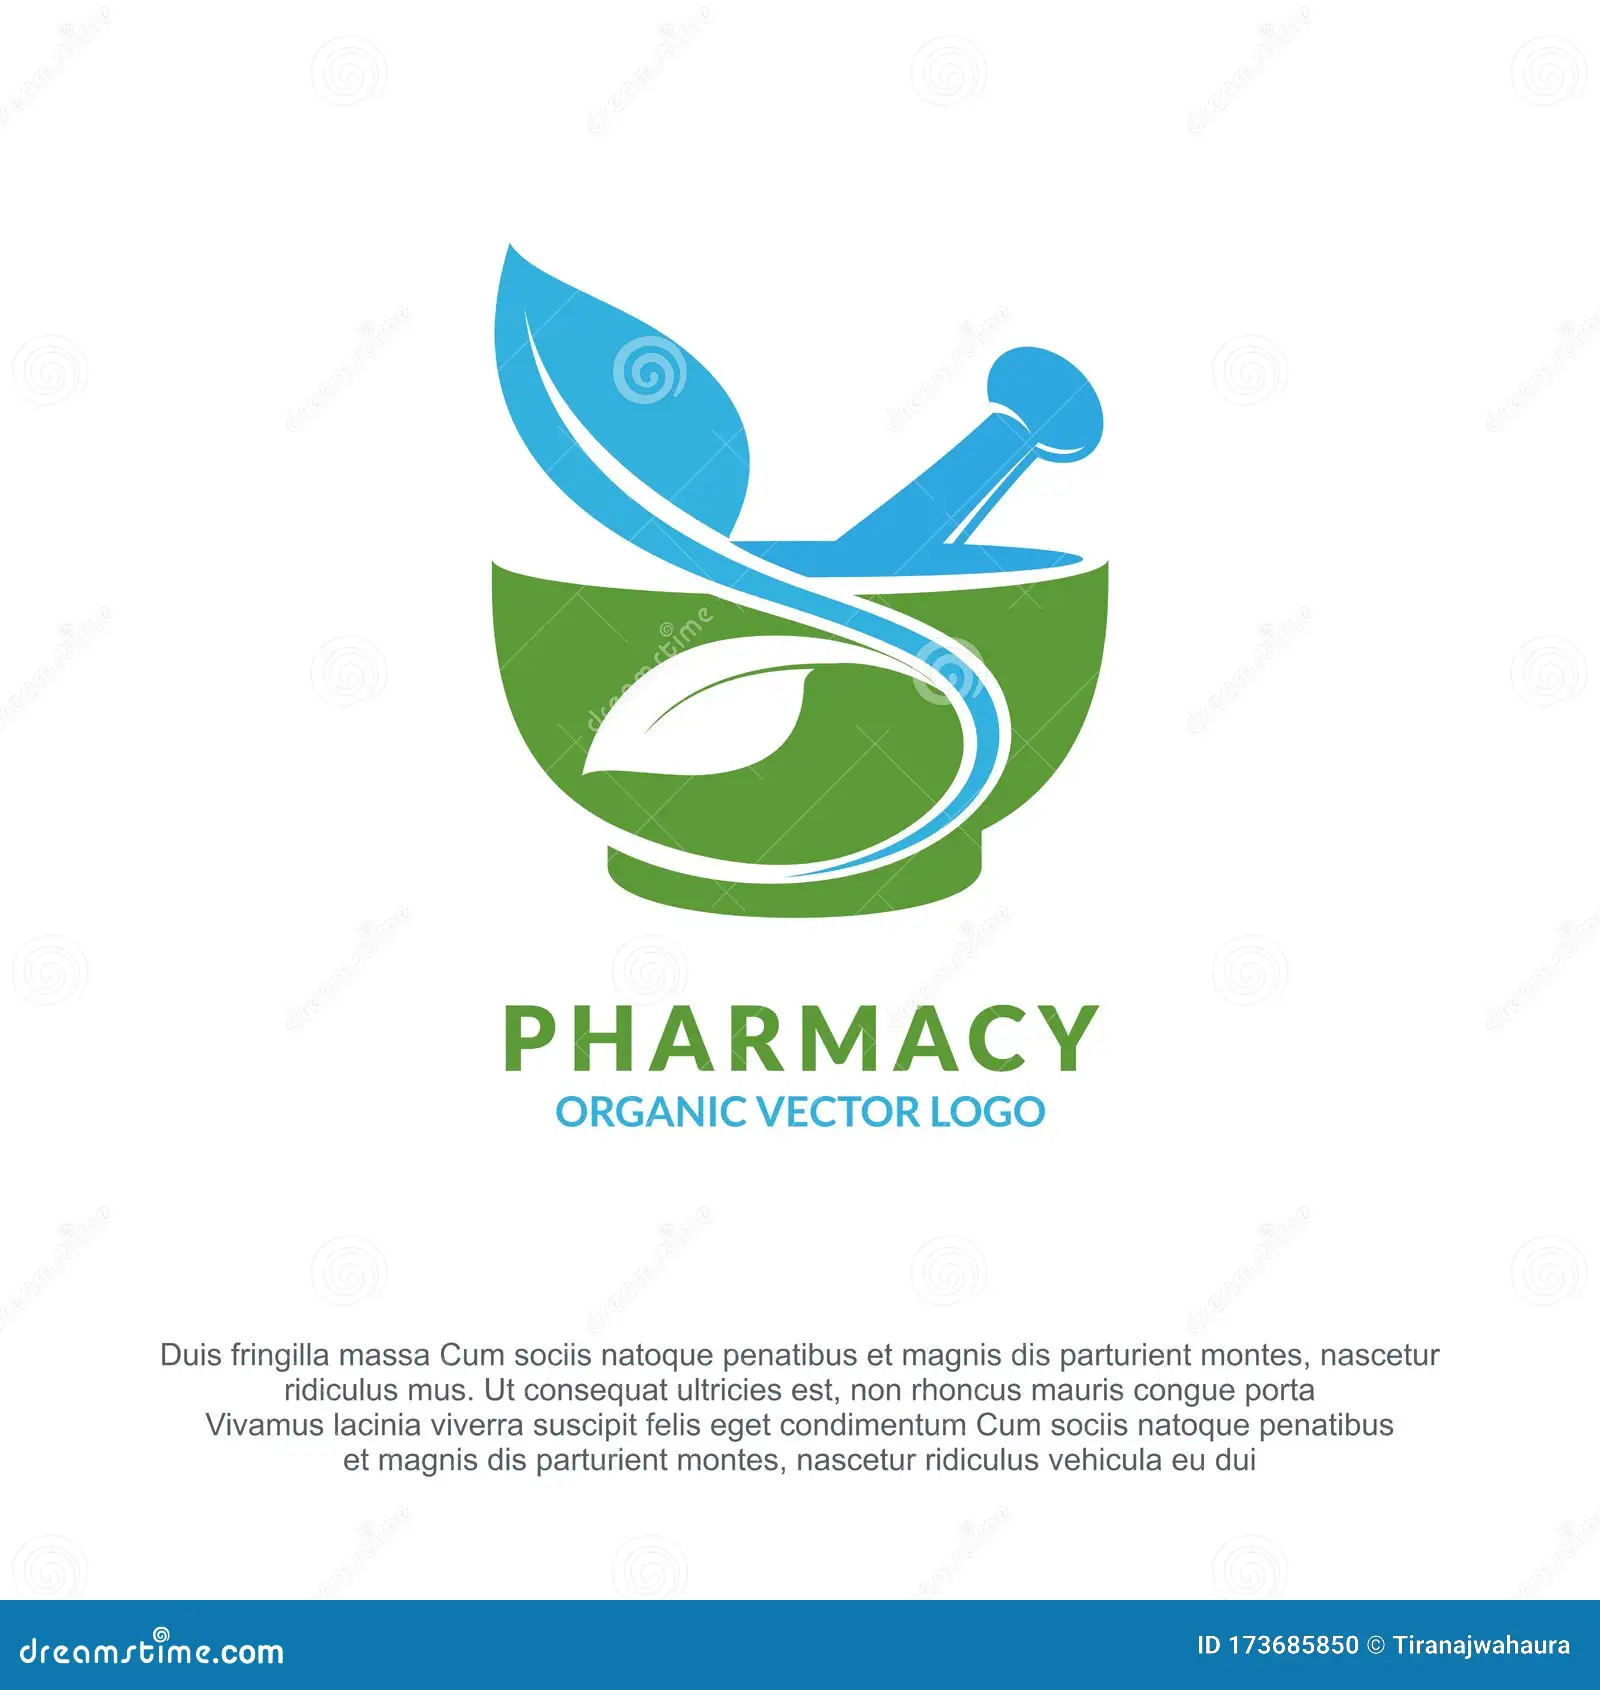 PHARMACY
ORGANIC VECTOR LOGO
Duis fringilla massa Cum sociis natoque penatibus et magnis dis parturient montes, nascetur
ridiculus mus. Ut consequat ultricies est, non rhoncus mauris congue porta
Vivamus lacinia viverra suscipit felis eget condimentum Cum sociis natoque penatibus
et magnis dis parturient montes, nascetur ridiculus vehicula eu dui
dreamstime.com
ID 173685850 © Tiranajwahaura